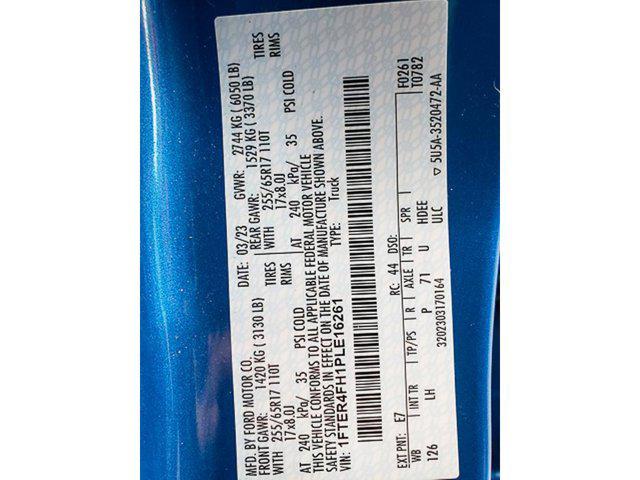 MFD. BY FORD MOTOR CO. DATE: 03/23 GVWR: 2744 KG ( 6050 LB)
FRONT GAWR: 1420 KG ( 3130 LB) REAR GAWR: 1529 KG ( 3370 LB)
WITH 255/65R17 110T TIRES WITH 255/65R17 110T TIRES
17x8.0J RIMS 17x8.0J RIMS
AT 240 kPa/ 35 PSI COLD AT 240 kPa/ 35 PSI COLD
THIS VEHICLE CONFORMS TO ALL APPLICABLE FEDERAL MOTOR VEHICLE
SAFETY STANDARDS IN EFFECT ON THE DATE OF MANUFACTURE SHOWN ABOVE.
VIN: 1FTER4FH1PLE16261 TYPE: Truck
F0261
EXT PNT: E7 RC: 44 DSO: T0782
WB INT TR TP/PS R AXLE TR SPR
126 LH P 71 U HDEE
ULC ▽ 5U5A-3520472-AA
3202303170164